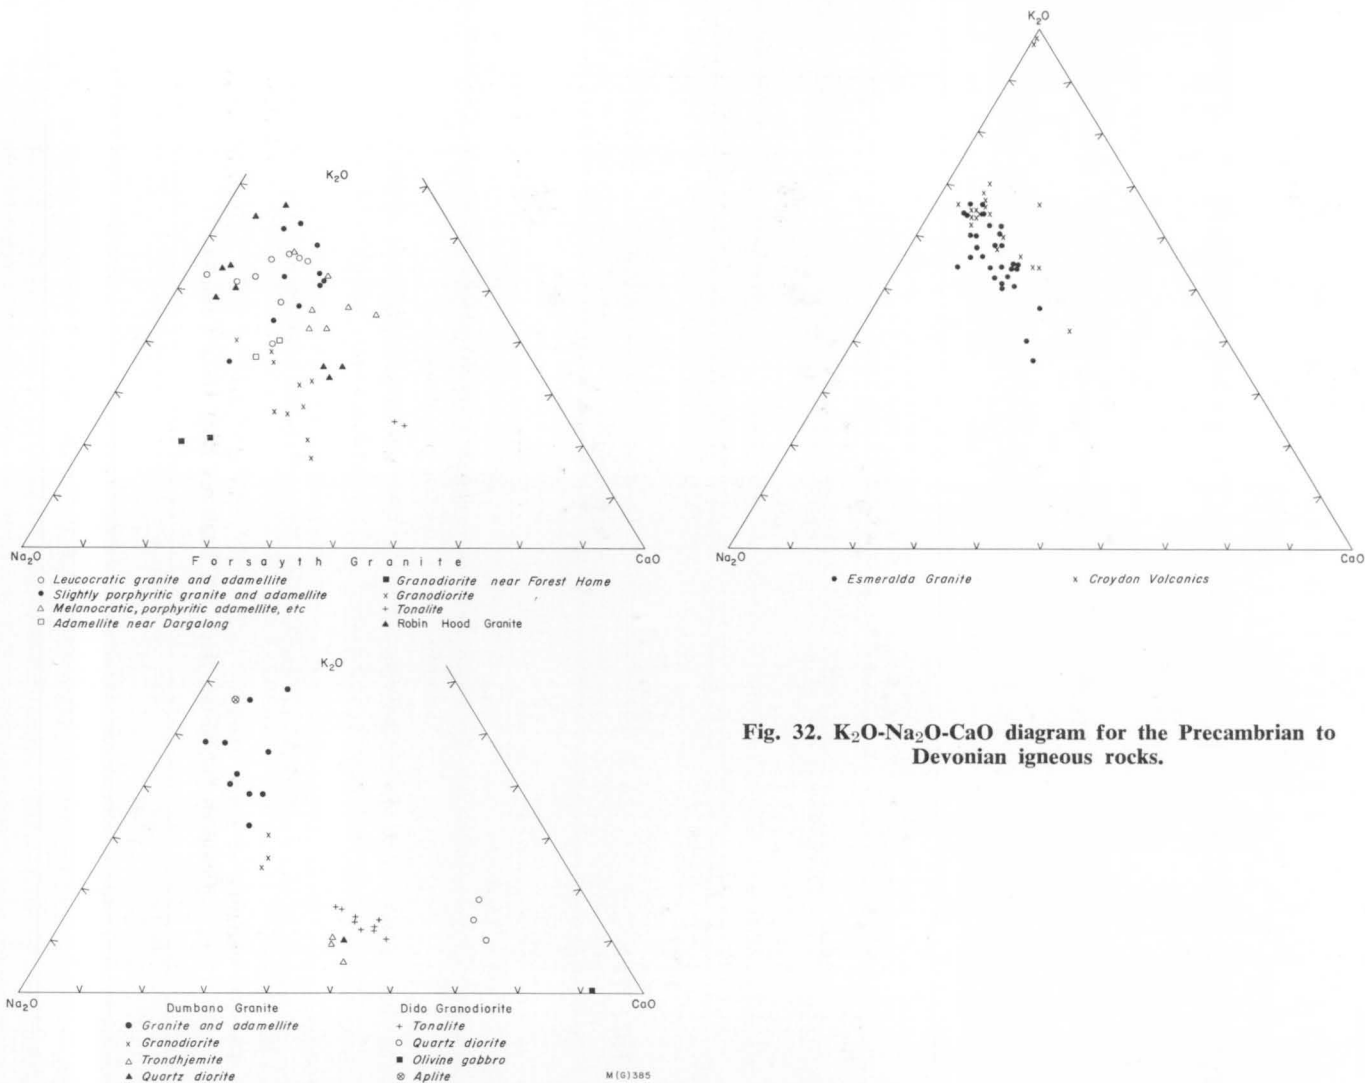 K₂O
Na₂O
CaO
Forsayth Granite
○ Leucocratic granite and adamellite
● Slightly porphyritic granite and adamellite
△ Melanocratic, porphyritic adamellite, etc
□ Adamellite near Dargalong
■ Granodiorite near Forest Home
x Granodiorite
+ Tonalite
▲ Robin Hood Granite
K₂O
Na₂O
CaO
● Esmeralda Granite
x Croydon Volcanics
K₂O
Na₂O
CaO
Dumbano Granite
● Granite and adamellite
x Granodiorite
△ Trondhjemite
▲ Quartz diorite
Dido Granodiorite
+ Tonalite
○ Quartz diorite
■ Olivine gabbro
⊗ Aplite
M(G)385
Fig. 32. K₂O-Na₂O-CaO diagram for the Precambrian to
Devonian igneous rocks.